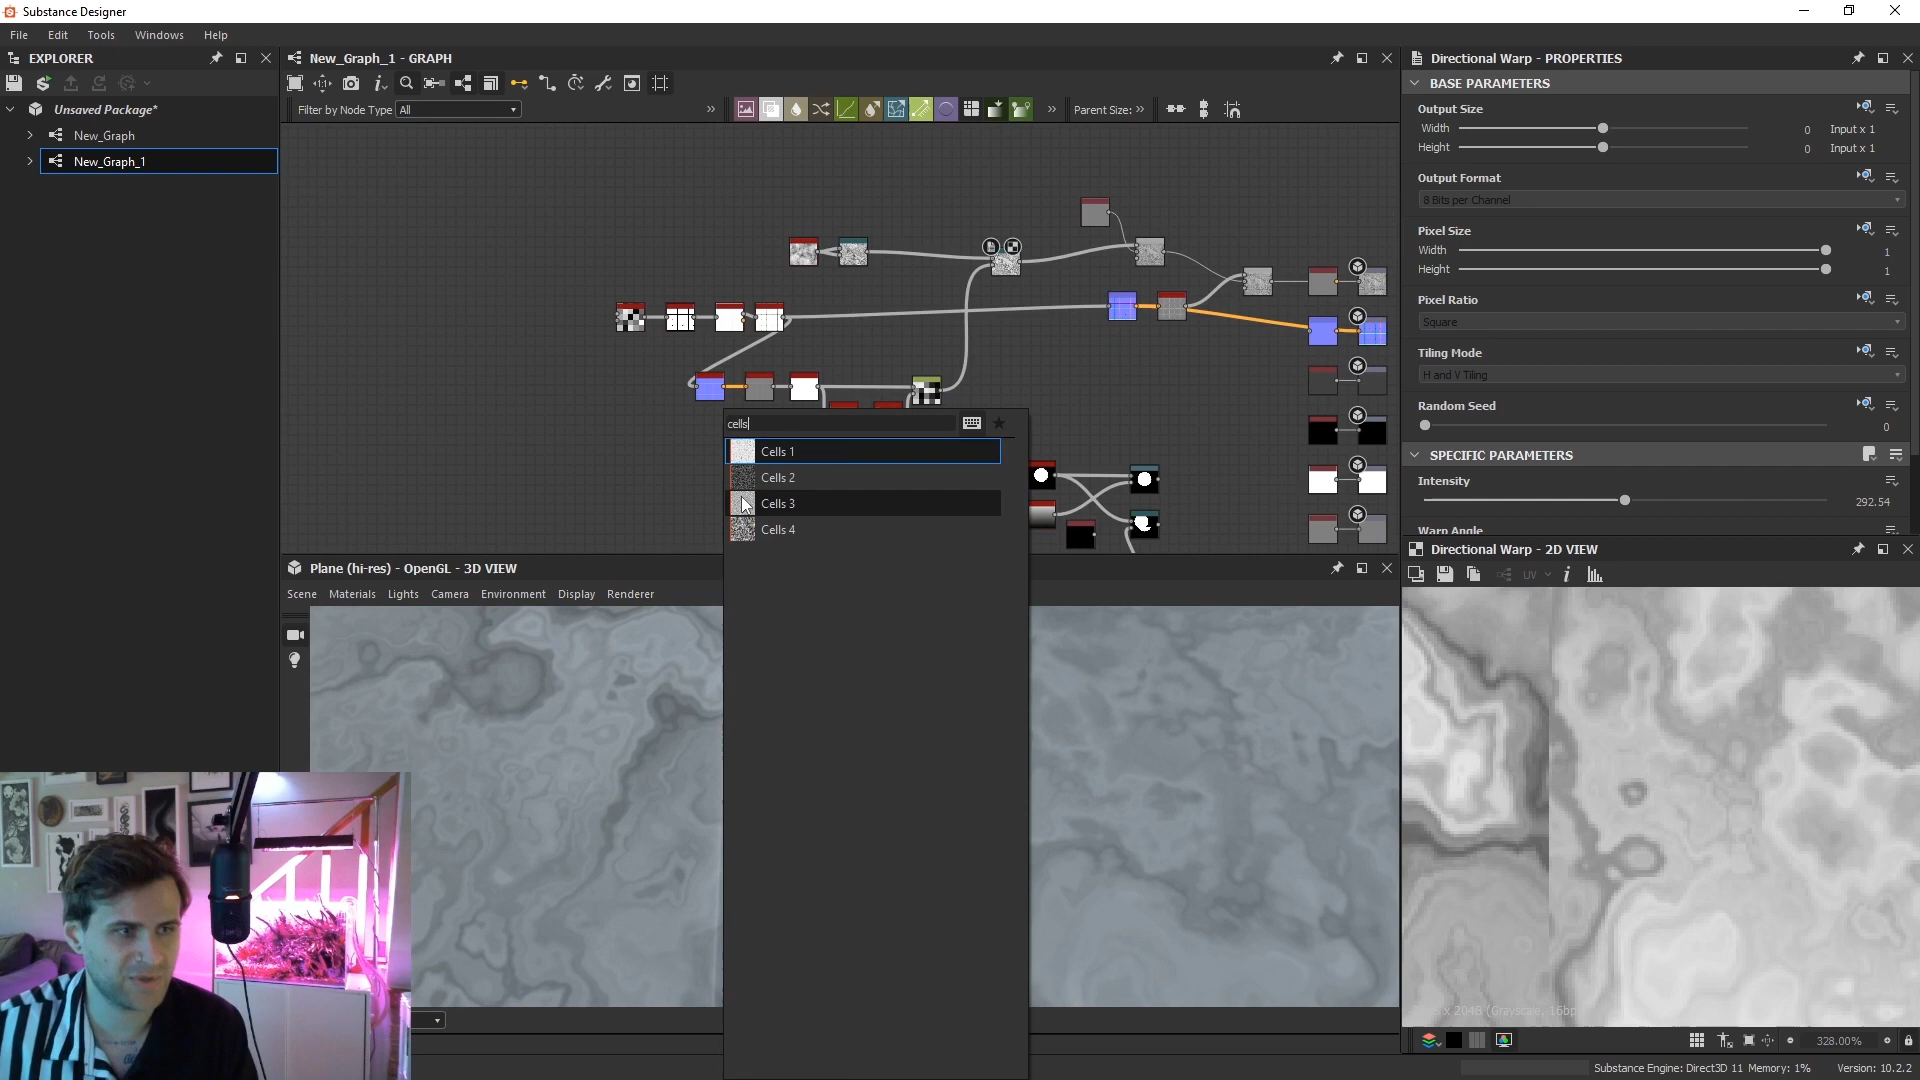 Substance Designer
File Edit Tools Windows Help
EXPLORER
Unsaved Package*
New_Graph
New_Graph_1
New_Graph_1 - GRAPH
Filter by Node Type All
Parent Size:
cells
Cells 1
Cells 2
Cells 3
Cells 4
Plane (hi-res) - OpenGL - 3D VIEW
Scene Materials Lights Camera Environment Display Renderer
Directional Warp - PROPERTIES
BASE PARAMETERS
Output Size
Width 0 Input x 1
Height 0 Input x 1
Output Format
8 Bits per Channel
Pixel Size
Width 1
Height 1
Pixel Ratio
Square
Tiling Mode
H and V Tiling
Random Seed
0
SPECIFIC PARAMETERS
Intensity
292.54
Warp Angle
Directional Warp - 2D VIEW
UV
x 2048 (Grayscale, 16bp
328.00%
Substance Engine: Direct3D 11 Memory: 1% Version: 10.2.2